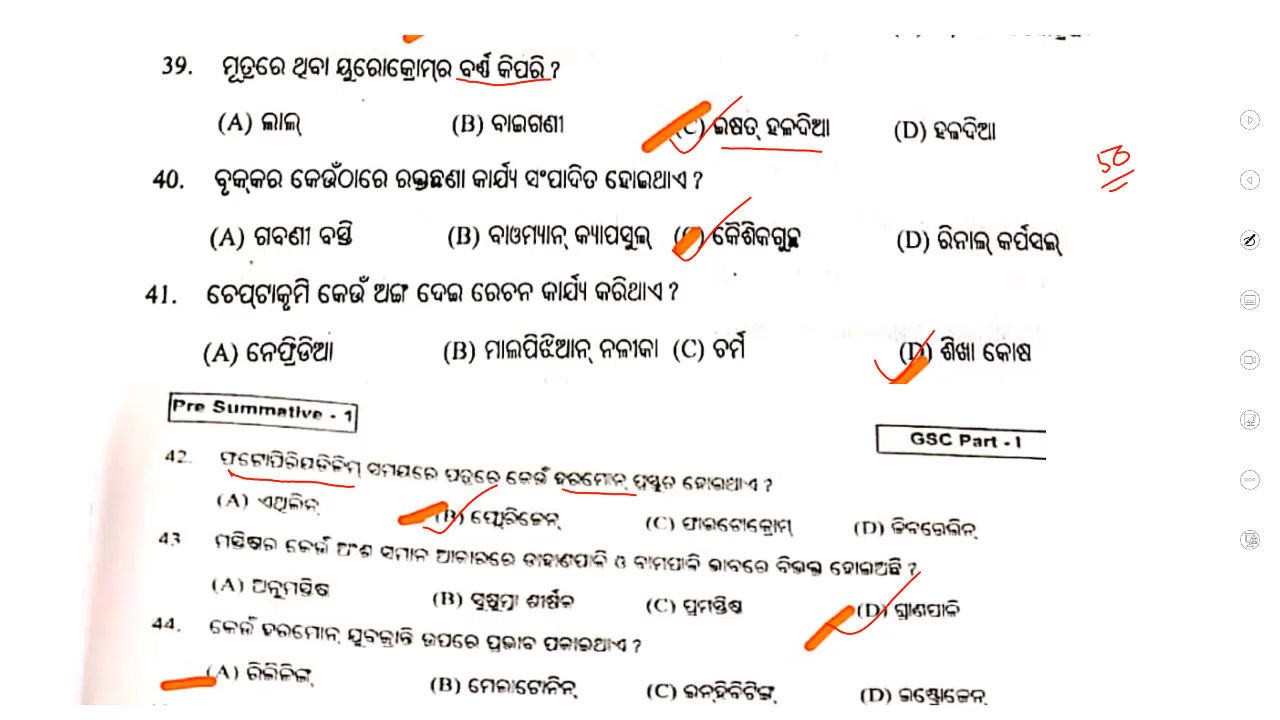 39. ମୂତ୍ରରେ ଥିବା ୟୁରୋକ୍ରୋମ୍‌ର ବର୍ଣ୍ଣ କିପରି ?
(A) ଲାଲ୍ (B) ବାଇଗଣୀ (C) ଇଷତ୍ ହଳଦିଆ (D) ହଳଦିଆ
50
40. ବୃକ୍‌କର କେଉଁଠାରେ ରକ୍ତଛଣା କାର୍ଯ୍ୟ ସଂପାଦିତ ହୋଇଥାଏ ?
(A) ଗବଣୀ ବସ୍ତି (B) ବାଓମ୍ୟାନ୍ କ୍ୟାପସୁଲ୍ (C) କୈଶିକଗୁଚ୍ଛ (D) ରିନାଲ୍ କର୍ପସଲ୍
41. ଚେପ୍‌ଟାକୃମି କେଉଁ ଅଙ୍ଗ ଦେଇ ରେଚନ କାର୍ଯ୍ୟ କରିଥାଏ ?
(A) ନେଫ୍ରିଡିଆ (B) ମାଲପିଝିଆନ୍ ନଳୀକା (C) ଚର୍ମ (D) ଶିଖା କୋଷ
Pre Summative - 1
GSC Part - I
42. ଫଟୋପିରିୟଡିଜିମ୍ ସମୟରେ ପତ୍ରରେ କେଉଁ ହରମୋନ୍ ପ୍ରସ୍ତୁତ ହୋଇଥାଏ ?
(A) ଏଥିଲିନ୍ (B) ଫ୍ଲୋରିଜେନ୍ (C) ଫାଇଟୋକ୍ରୋମ୍ (D) ଜିବରେଲିନ୍
43 ମସ୍ତିଷ୍କର କେଉଁ ଅଂଶ ସମାନ ଆକାରରେ ଡାହାଣପାଳି ଓ ବାମପାଳି ଭାବରେ ବିଭକ୍ତ ହୋଇଅଛି ?
(A) ଅନୁମସ୍ତିଷ୍କ (B) ସୁଷୁମ୍ନା ଶୀର୍ଷକ (C) ପ୍ରମସ୍ତିଷ୍କ (D) ଘ୍ରାଣପାଳି
44. କେଉଁ ହରମୋନ୍ ଯୁବକ୍ରାନ୍ତି ଉପରେ ପ୍ରଭାବ ପକାଇଥାଏ ?
(A) ରିଲିଜିଙ୍ଗ୍ (B) ମେଲାଟୋନିନ୍ (C) ଇନ୍‌ହିବିଟିଙ୍ଗ୍ (D) ଇଷ୍ଟ୍ରୋଜେନ୍